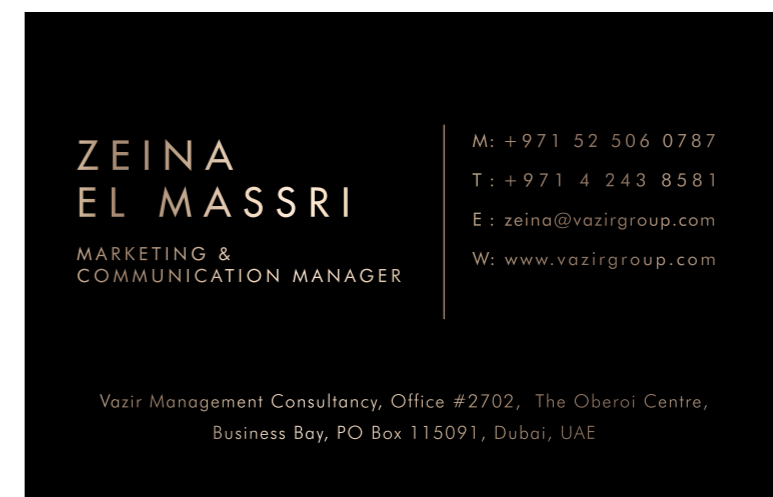 ZEINA
EL MASSRI
MARKETING &
COMMUNICATION MANAGER
M: +971 52 506 0787
T : +971 4 243 8581
E : zeina@vazirgroup.com
W: www.vazirgroup.com
Vazir Management Consultancy, Office #2702, The Oberoi Centre,
Business Bay, PO Box 115091, Dubai, UAE